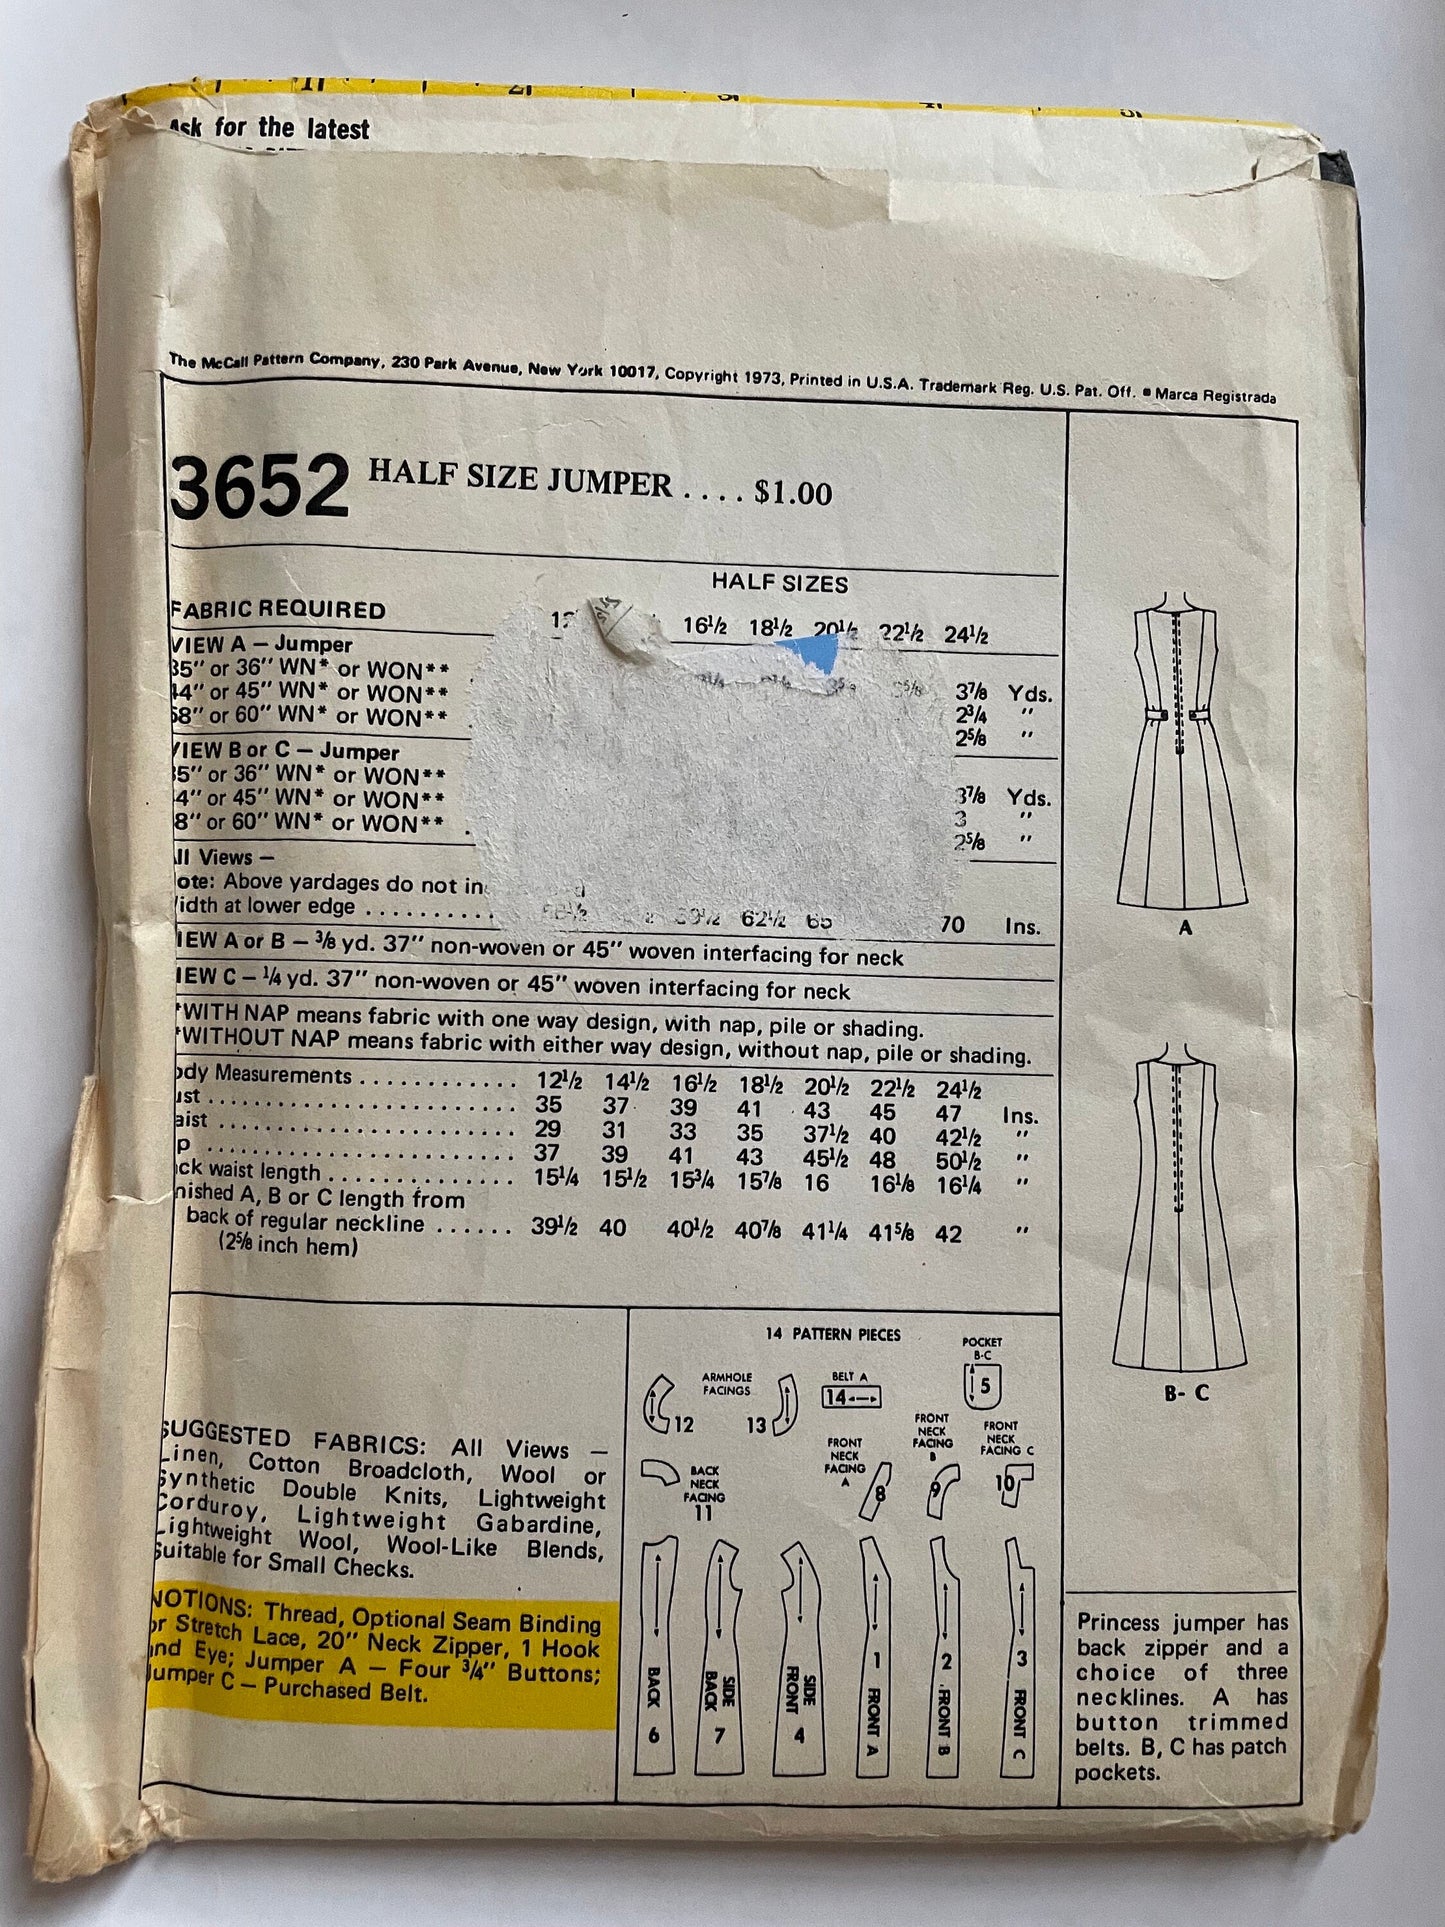 Ask for the latest
The McCall Pattern Company, 230 Park Avenue, New York 10017, Copyright 1973, Printed in U.S.A. Trademark Reg. U.S. Pat. Off. ● Marca Registrada
3652 HALF SIZE JUMPER .... $1.00
HALF SIZES
FABRIC REQUIRED 16½ 18½ 20½ 22½ 24½
VIEW A — Jumper
35" or 36" WN* or WON** 3⅞ Yds.
44" or 45" WN* or WON** 2¾ "
58" or 60" WN* or WON** 2⅝ "
VIEW B or C — Jumper
35" or 36" WN* or WON** 3⅞ Yds.
4" or 45" WN* or WON** 3 "
8" or 60" WN* or WON** . 2⅝ "
All Views —
ote: Above yardages do not in
idth at lower edge .......... 62½ 65 70 Ins.
IEW A or B — ⅜ yd. 37" non-woven or 45" woven interfacing for neck
IEW C — ¼ yd. 37" non-woven or 45" woven interfacing for neck
*WITH NAP means fabric with one way design, with nap, pile or shading.
*WITHOUT NAP means fabric with either way design, without nap, pile or shading.
ody Measurements ............ 12½ 14½ 16½ 18½ 20½ 22½ 24½
ust ........................ 35 37 39 41 43 45 47 Ins.
aist ....................... 29 31 33 35 37½ 40 42½ "
p ........................ 37 39 41 43 45½ 48 50½ "
ck waist length .............. 15¼ 15½ 15¾ 15⅞ 16 16⅛ 16¼ "
nished A, B or C length from
back of regular neckline ...... 39½ 40 40½ 40⅞ 41¼ 41⅝ 42 "
(2⅝ inch hem)
A
B- C
SUGGESTED FABRICS: All Views —
Linen, Cotton Broadcloth, Wool or
Synthetic Double Knits, Lightweight
Corduroy, Lightweight Gabardine,
Lightweight Wool, Wool-Like Blends,
Suitable for Small Checks.
NOTIONS: Thread, Optional Seam Binding
or Stretch Lace, 20" Neck Zipper, 1 Hook
and Eye; Jumper A — Four ¾" Buttons;
Jumper C — Purchased Belt.
14 PATTERN PIECES
ARMHOLE
FACINGS
12
13
BELT A
14
POCKET
B-C
5
BACK
NECK
FACING
11
FRONT
NECK
FACING
A
8
FRONT
NECK
FACING
B
9
FRONT
NECK
FACING C
10
BACK
6
SIDE
BACK
7
SIDE
FRONT
4
1
FRONT A
2
FRONT B
3
FRONT C
Princess jumper has
back zipper and a
choice of three
necklines. A has
button trimmed
belts. B, C has patch
pockets.